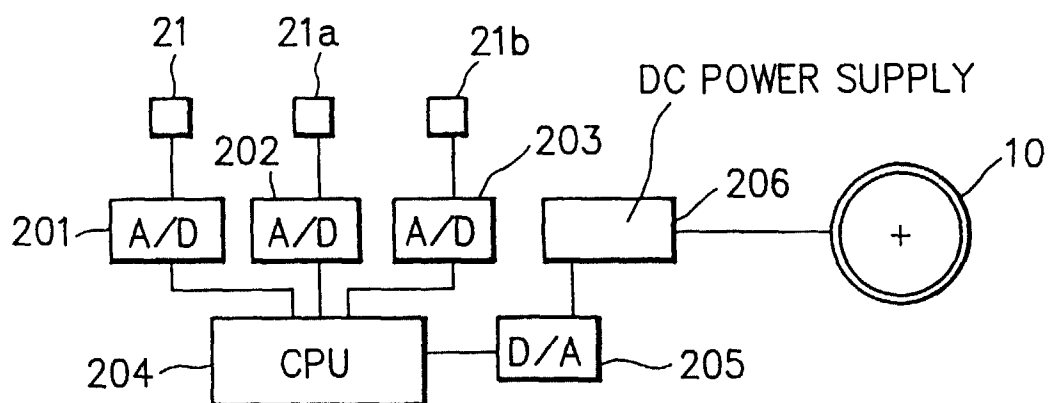 21
21a
21b
DC POWER SUPPLY
202
203
206
10
201
A/D
A/D
A/D
204
CPU
D/A
205
+